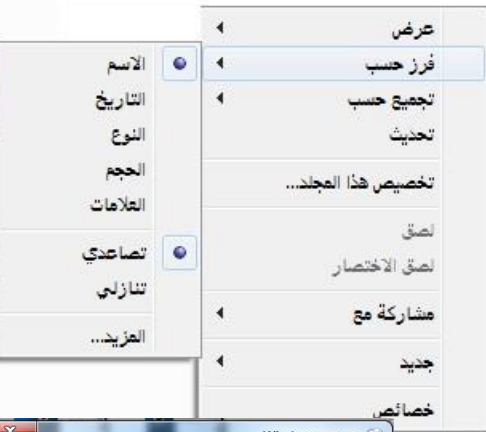 عرض
فرز حسب
تجميع حسب
تحديث
تخصيص هذا المجلد...
لصق
لصق الاختصار
مشاركة مع
جديد
خصائص
الاسم
التاريخ
النوع
الحجم
العلامات
تصاعدي
تنازلي
المزيد...